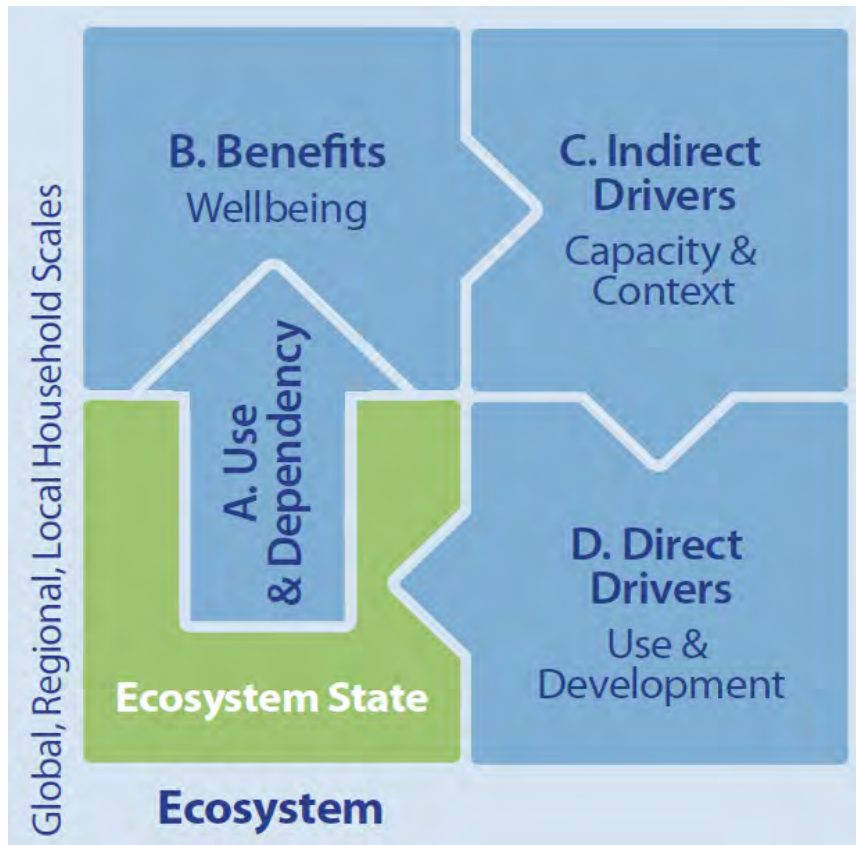 Global, Regional, Local Household Scales
B. Benefits
Wellbeing
C. Indirect
Drivers
Capacity &
Context
A. Use
& Dependency
D. Direct
Drivers
Use &
Development
Ecosystem State
Ecosystem